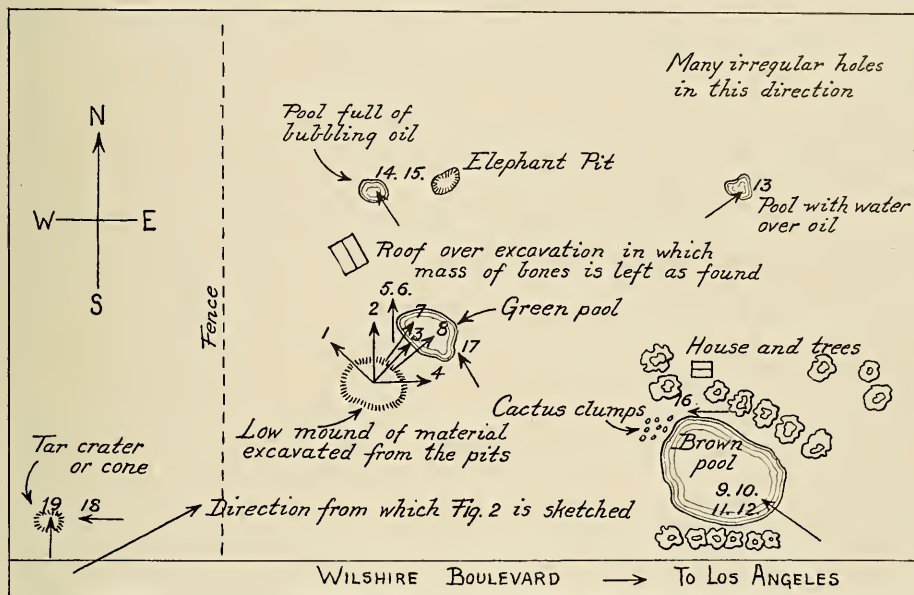 Many irregular holes
in this direction
N
W E
S
Fence
Pool full of
bubbling oil
14. 15.
Elephant Pit
13
Pool with water
over oil
Roof over excavation in which
mass of bones is left as found
5. 6.
7
Green pool
2
1
3
8
17
4
House and trees
16.
Cactus clumps
Low mound of material
excavated from the pits
Brown
pool
9. 10.
11. 12.
Tar crater
or cone
19 18
Direction from which Fig. 2 is sketched
WILSHIRE BOULEVARD TO LOS ANGELES